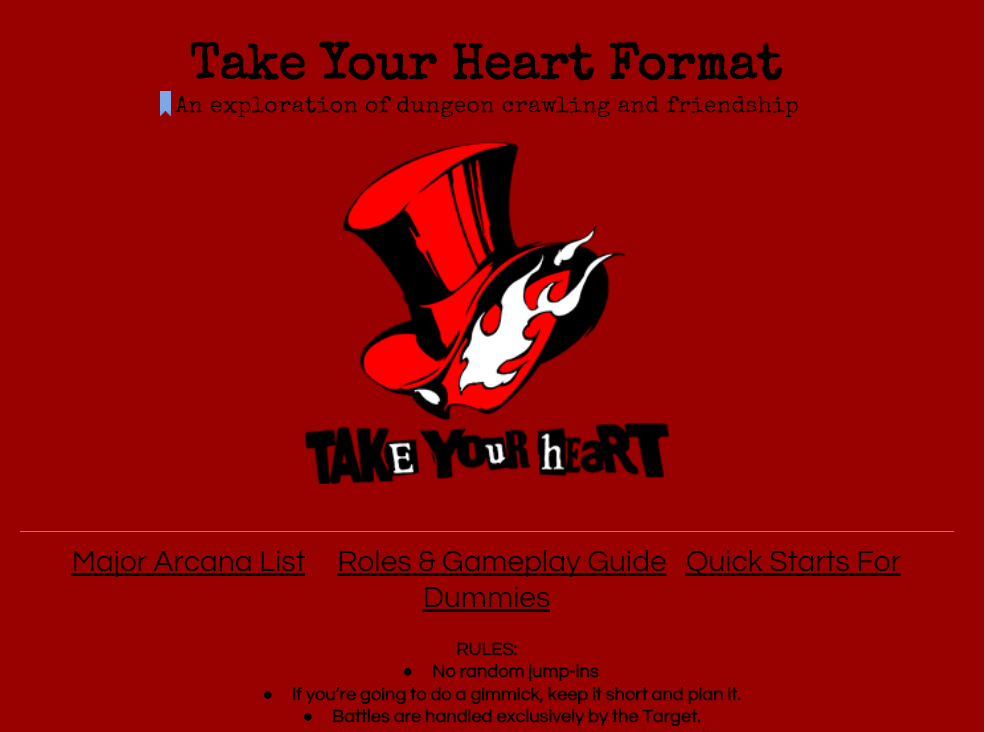 Take Your Heart Format
An exploration of dungeon crawling and friendship
TAKE YOuR hEaRT
Major Arcana List Roles & Gameplay Guide Quick Starts For
Dummies
RULES:
● No random jump-ins
● If you’re going to do a gimmick, keep it short and plan it.
● Battles are handled exclusively by the Target.